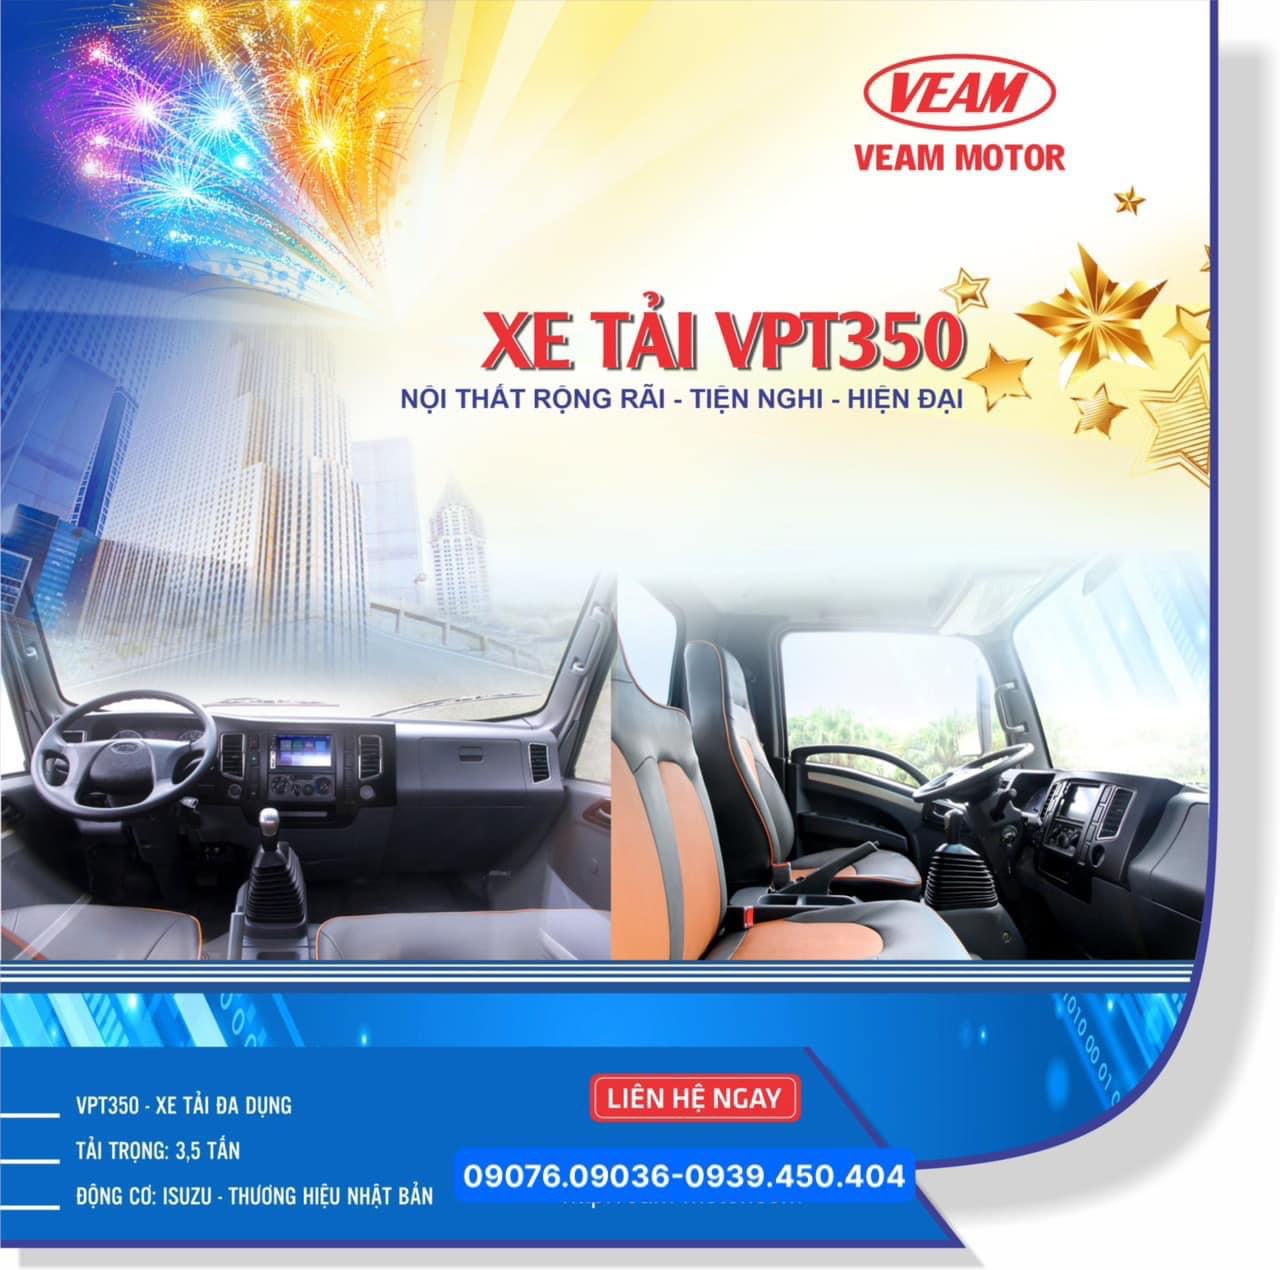 VEAM
VEAM MOTOR
XE TẢI VPT350
NỘI THẤT RỘNG RÃI - TIỆN NGHI - HIỆN ĐẠI
VPT350 - XE TẢI ĐA DỤNG
TẢI TRỌNG: 3,5 TẤN
ĐỘNG CƠ: ISUZU - THƯƠNG HIỆU NHẬT BẢN
LIÊN HỆ NGAY
09076.09036-0939.450.404